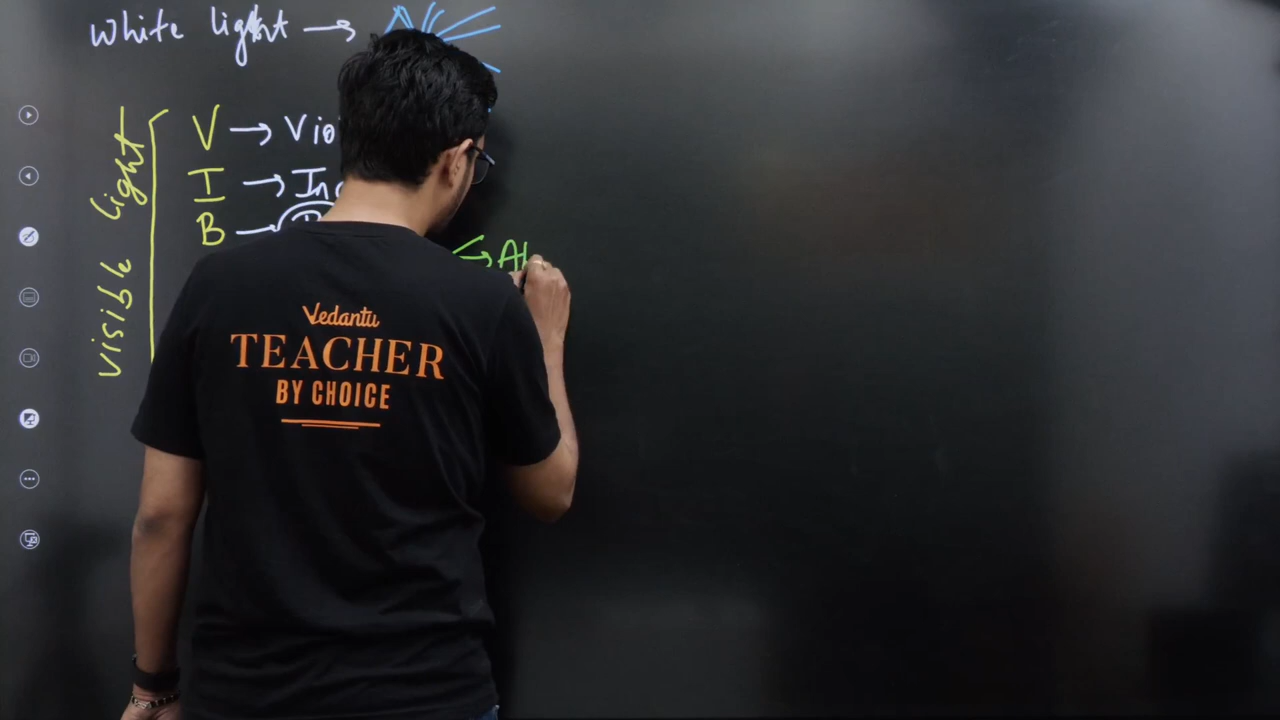 White light →
Visible Light
V → Vio
I → In
B
Vedantu
TEACHER
BY CHOICE